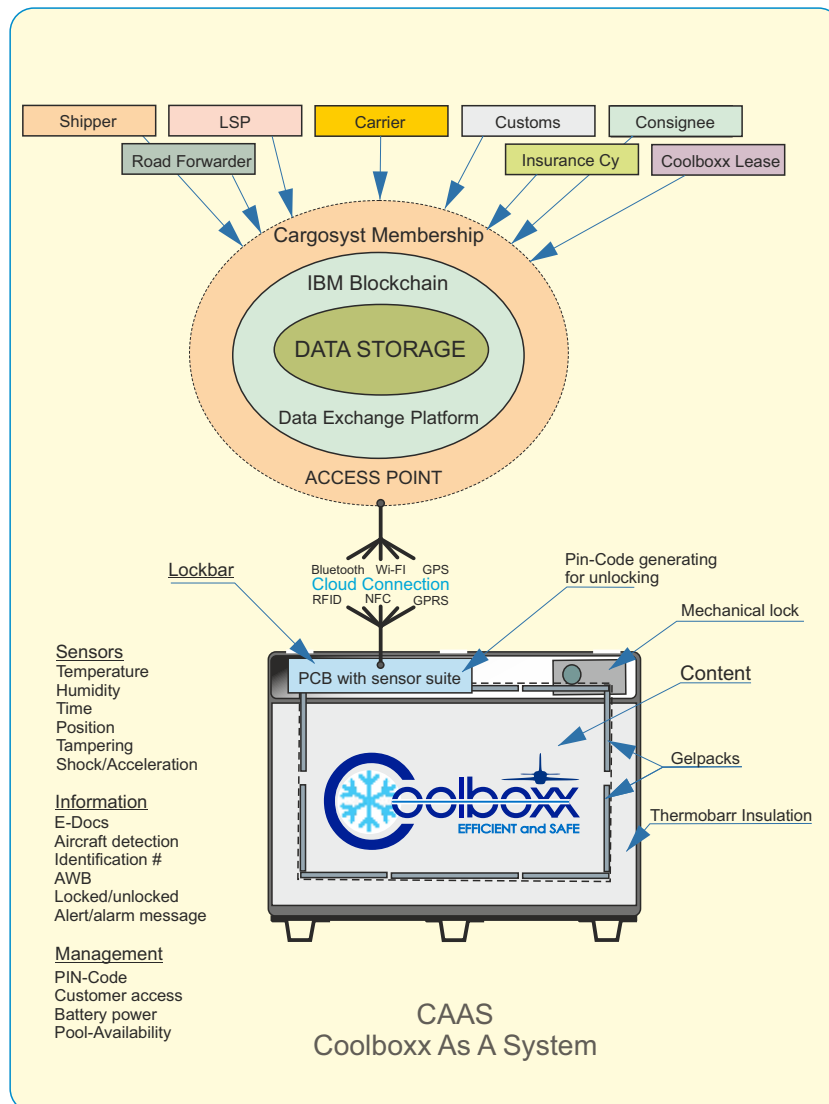 Shipper
LSP
Carrier
Customs
Consignee
Road Forwarder
Insurance Cy
Coolboxx Lease
Cargosyst Membership
IBM Blockchain
DATA STORAGE
Data Exchange Platform
ACCESS POINT
Bluetooth Wi-FI GPS
Cloud Connection
RFID NFC GPRS
Lockbar
Pin-Code generating
for unlocking
Mechanical lock
PCB with sensor suite
Content
Gelpacks
Thermobarr Insulation
Coolboxx
EFFICIENT and SAFE
Sensors
Temperature
Humidity
Time
Position
Tampering
Shock/Acceleration
Information
E-Docs
Aircraft detection
Identification #
AWB
Locked/unlocked
Alert/alarm message
Management
PIN-Code
Customer access
Battery power
Pool-Availability
CAAS
Coolboxx As A System